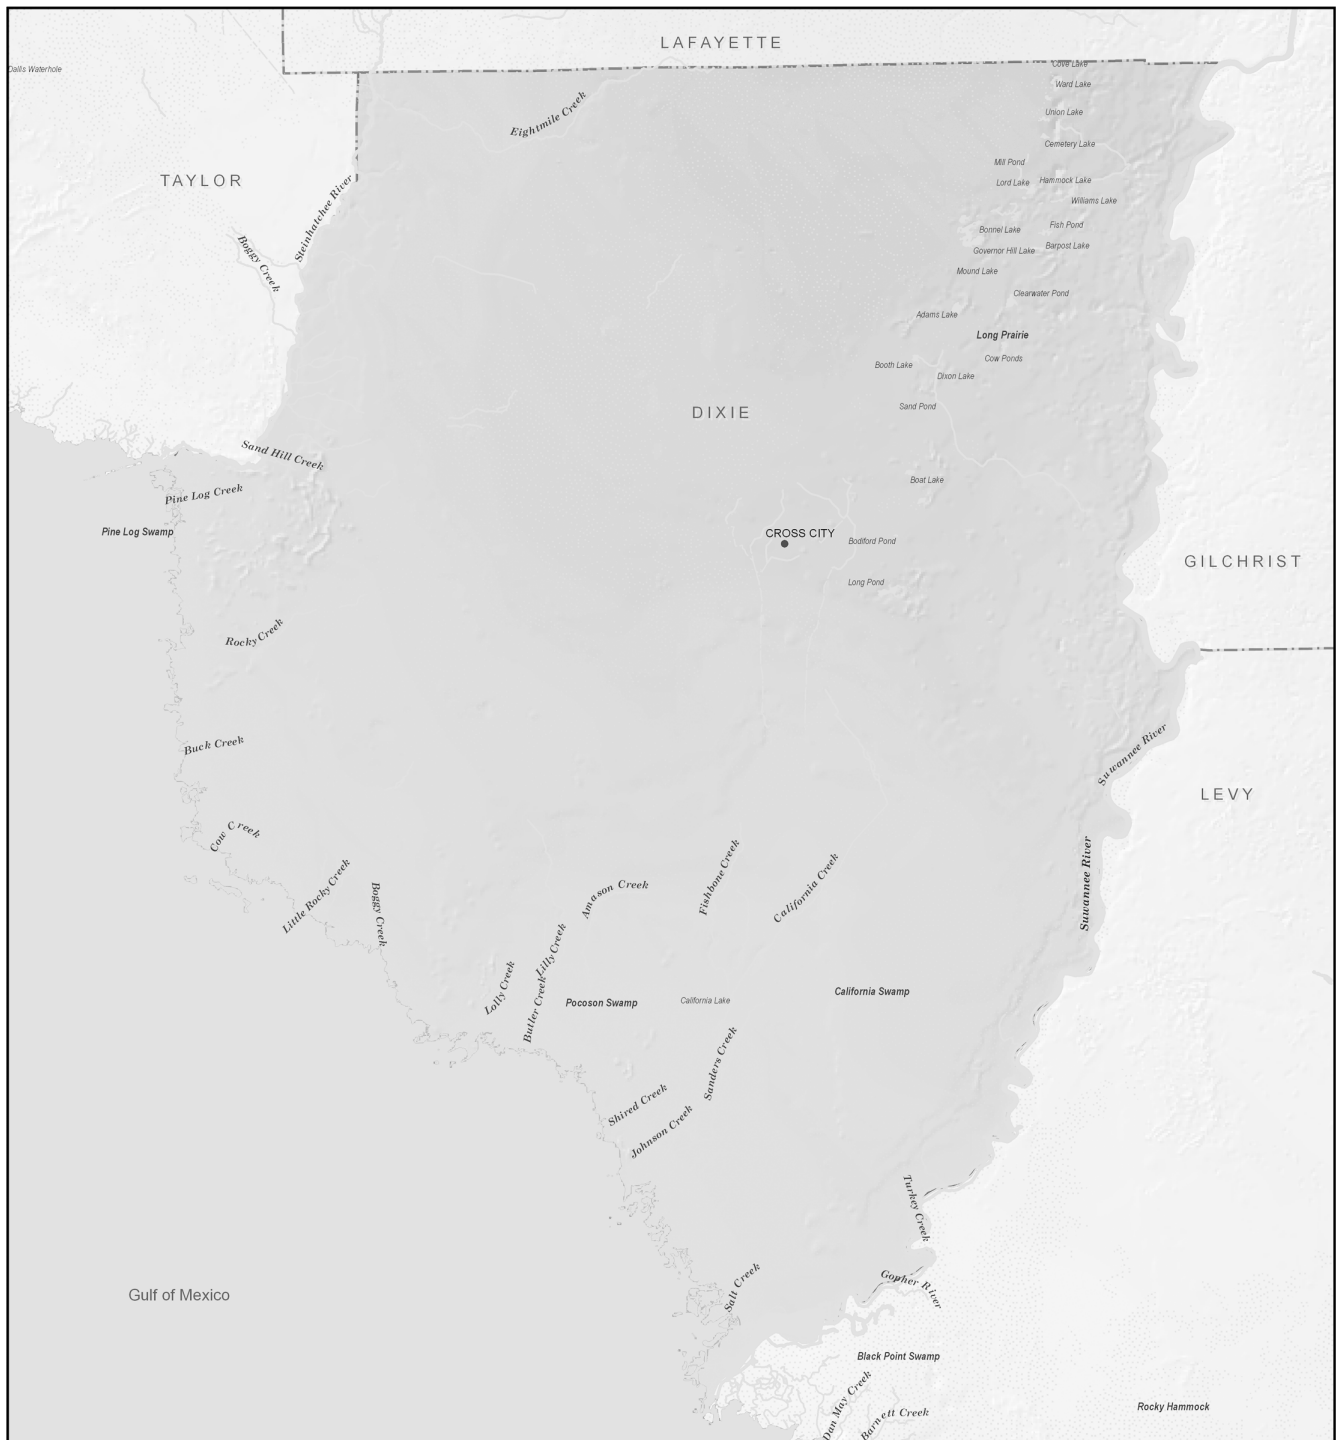 LAFAYETTE
Dallis Waterhole
Cove Lake
Ward Lake
Eightmile Creek
Union Lake
Cemetery Lake
Mill Pond
TAYLOR
Lord Lake
Hammock Lake
Williams Lake
Steinhatchee River
Fish Pond
Bonnel Lake
Boggy Creek
Governor Hill Lake
Barpost Lake
Mound Lake
Clearwater Pond
Adams Lake
Long Prairie
Cow Ponds
Booth Lake
Dixon Lake
Sand Pond
DIXIE
Sand Hill Creek
Boat Lake
Pine Log Creek
Pine Log Swamp
CROSS CITY
Bodiford Pond
GILCHRIST
Long Pond
Rocky Creek
Buck Creek
Suwannee River
LEVY
Cow Creek
Little Rocky Creek
Boggy Creek
Amason Creek
Fishbone Creek
California Creek
Suwannee River
Lilly Creek
Lolly Creek
Butler Creek
Pocoson Swamp
California Lake
California Swamp
Sanders Creek
Shired Creek
Johnson Creek
Turkey Creek
Salt Creek
Gopher River
Gulf of Mexico
Black Point Swamp
Dan May Creek
Barnett Creek
Rocky Hammock